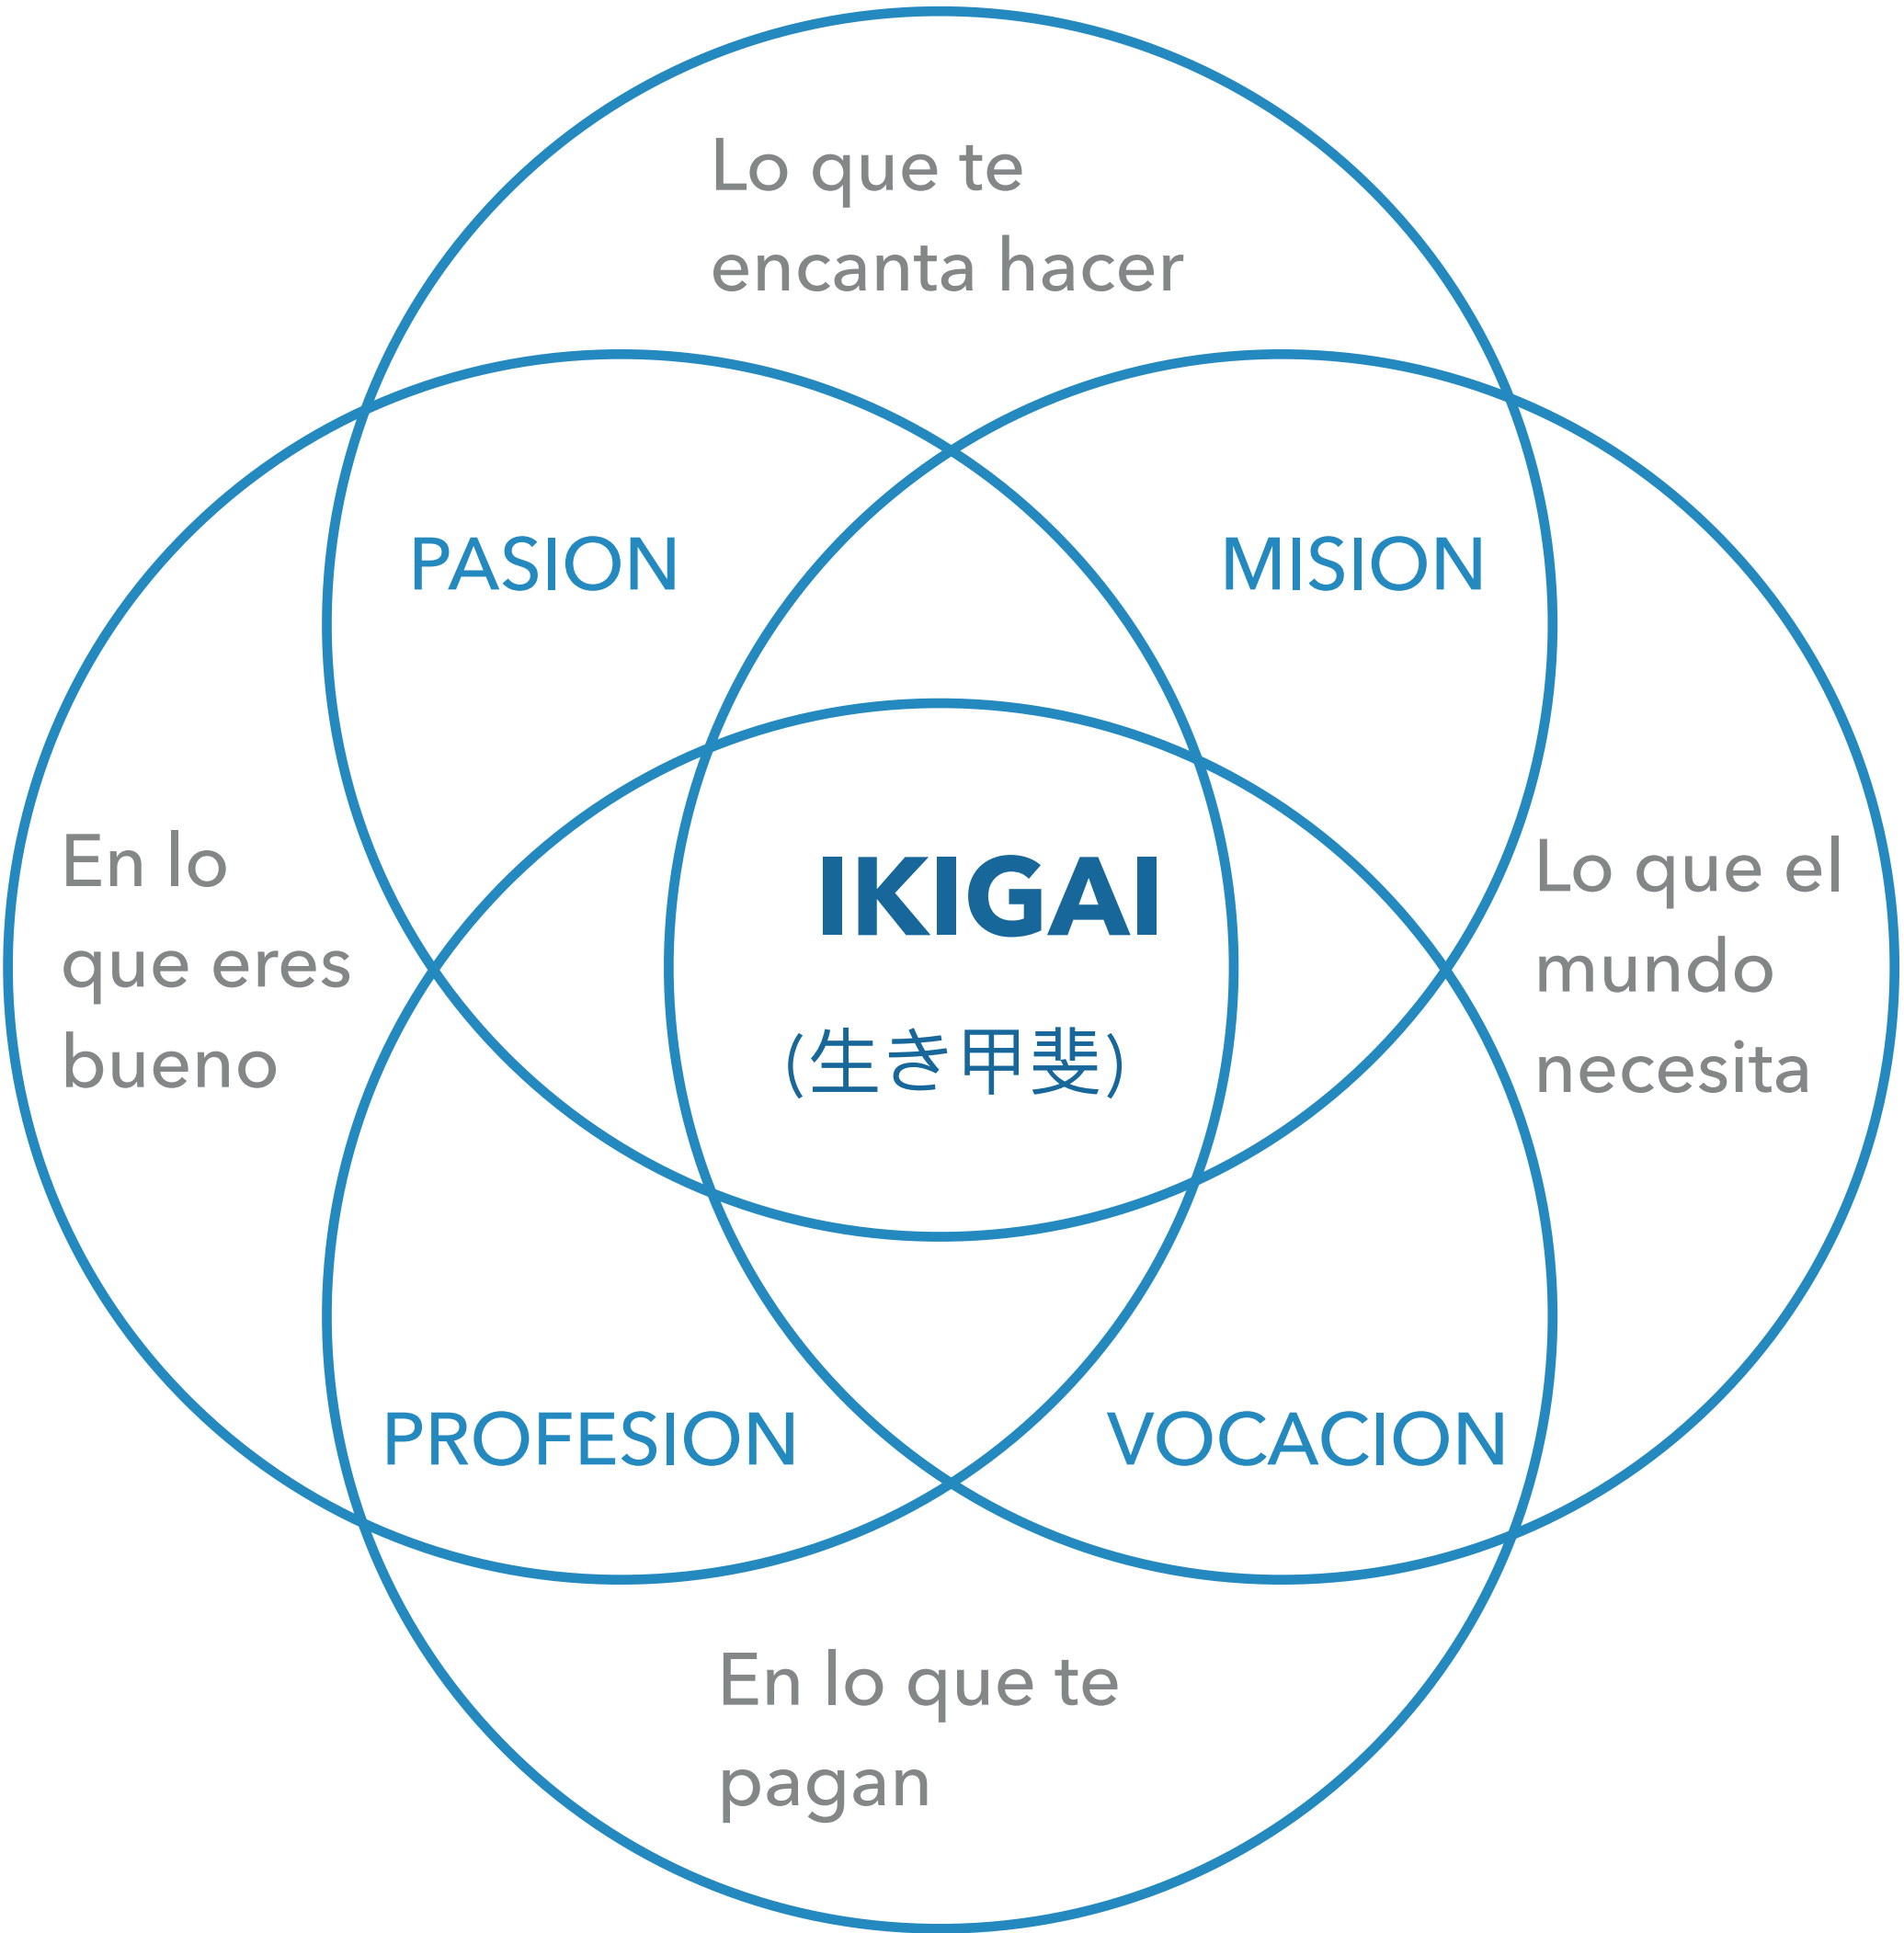 Lo que te
encanta hacer
PASION
MISION
En lo
que eres
bueno
IKIGAI
(生き甲斐)
Lo que el
mundo
necesita
PROFESION
VOCACION
En lo que te
pagan